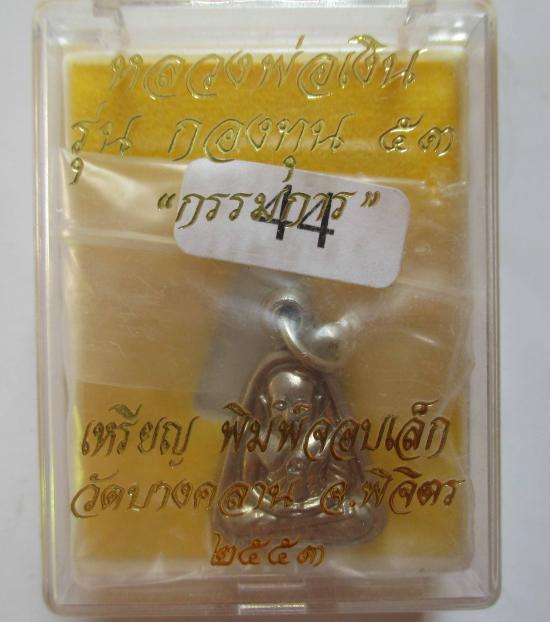 หลวงพ่อเงิน
รุ่น กองทุน ๕๓
“กรรมการ”
44
เหรียญ พิมพ์จอบเล็ก
วัดบางคลาน จ.พิจิตร
๒๕๕๓